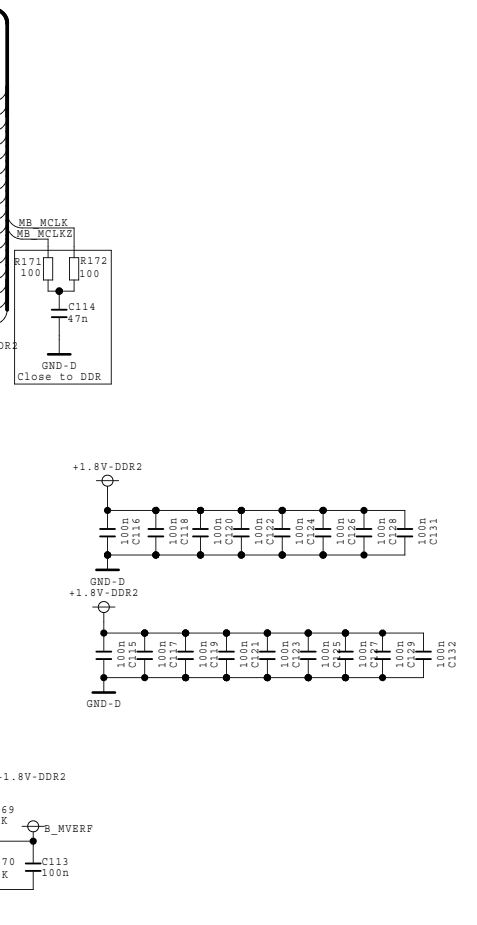 MB_MCLK
MB_MCLKZ
R171 R172
100 100
C114
47n
DR2
GND-D
Close to DDR
+1.8V-DDR2
100n C116
100n C118
100n C120
100n C122
100n C124
100n C126
100n C128
100n C131
GND-D
+1.8V-DDR2
100n C115
100n C117
100n C119
100n C121
100n C123
100n C125
100n C127
100n C129
100n C132
GND-D
1.8V-DDR2
69
K
B_MVERF
70 C113
K 100n